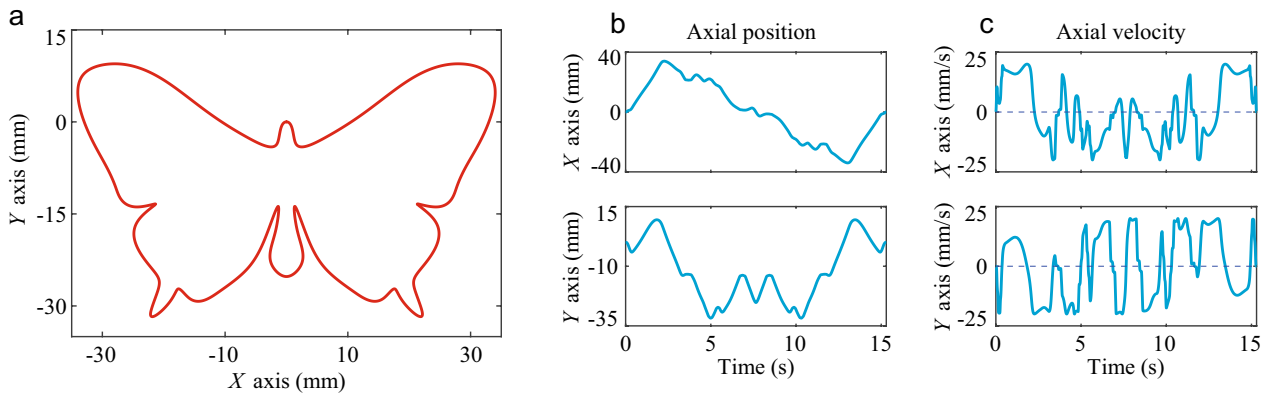 a
15
0
-15
-30
Y axis (mm)
-30
-10
10
30
X axis (mm)
b
Axial position
40
0
-40
X axis (mm)
15
-10
-35
Y axis (mm)
0
5
10
15
Time (s)
c
Axial velocity
25
0
-25
X axis (mm/s)
25
0
-25
Y axis (mm/s)
0
5
10
15
Time (s)